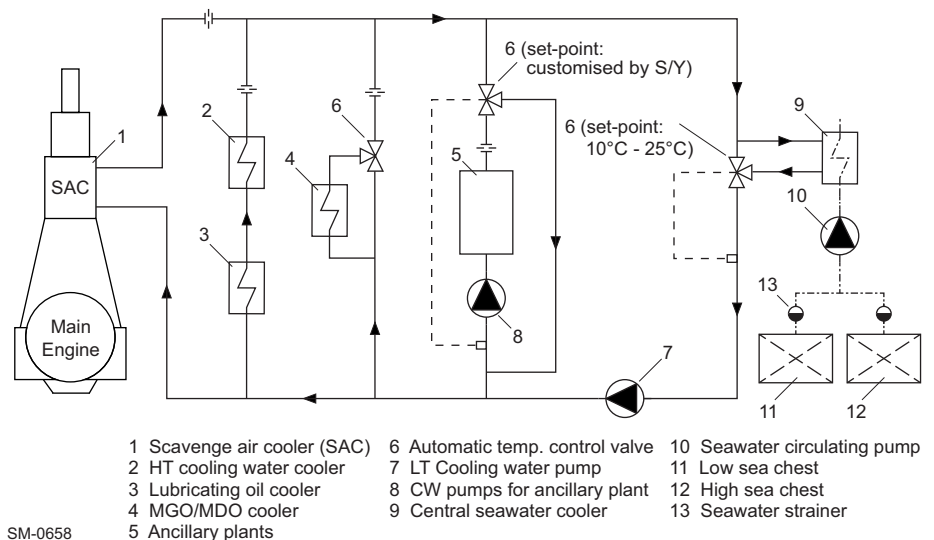 6 (set-point:
customised by S/Y)
6 (set-point:
10°C - 25°C)
9
1
2
6
4
5
10
SAC
3
13
Main
Engine
8
7
11
12
1 Scavenge air cooler (SAC)
2 HT cooling water cooler
3 Lubricating oil cooler
4 MGO/MDO cooler
5 Ancillary plants
6 Automatic temp. control valve
7 LT Cooling water pump
8 CW pumps for ancillary plant
9 Central seawater cooler
10 Seawater circulating pump
11 Low sea chest
12 High sea chest
13 Seawater strainer
SM-0658